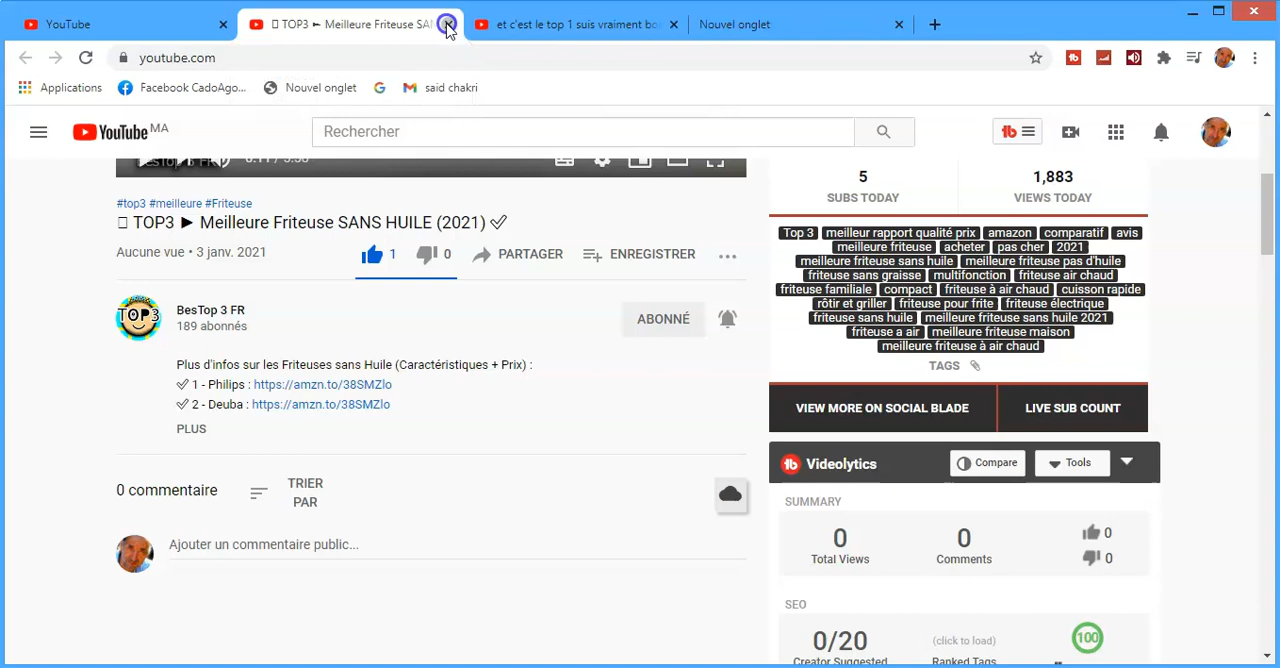 YouTube
TOP3 ► Meilleure Friteuse SAN
et c'est le top 1 suis vraiment bo
Nouvel onglet
youtube.com
Applications
Facebook CadoAgo...
Nouvel onglet
said chakri
YouTube MA
Rechercher
#top3 #meilleure #Friteuse
TOP3 ► Meilleure Friteuse SANS HUILE (2021) ✓
Aucune vue • 3 janv. 2021
1
0
PARTAGER
ENREGISTRER
TOP3
BesTop 3 FR
189 abonnés
ABONNÉ
Plus d'infos sur les Friteuses sans Huile (Caractéristiques + Prix) :
✓ 1 - Philips : https://amzn.to/38SMZlo
✓ 2 - Deuba : https://amzn.to/38SMZlo
PLUS
0 commentaire
TRIER
PAR
Ajouter un commentaire public...
5
SUBS TODAY
1,883
VIEWS TODAY
Top 3 meilleur rapport qualité prix amazon comparatif avis
meilleure friteuse acheter pas cher 2021
meilleure friteuse sans huile meilleure friteuse pas d'huile
friteuse sans graisse multifonction friteuse air chaud
friteuse familiale compact friteuse à air chaud cuisson rapide
rôtir et griller friteuse pour frite friteuse électrique
friteuse sans huile meilleure friteuse sans huile 2021
friteuse a air meilleure friteuse maison
meilleure friteuse à air chaud
TAGS
VIEW MORE ON SOCIAL BLADE
LIVE SUB COUNT
Videolytics
Compare
Tools
SUMMARY
0
Total Views
0
Comments
0
0
SEO
0/20
Creator Suggested
(click to load)
Ranked Tags
100